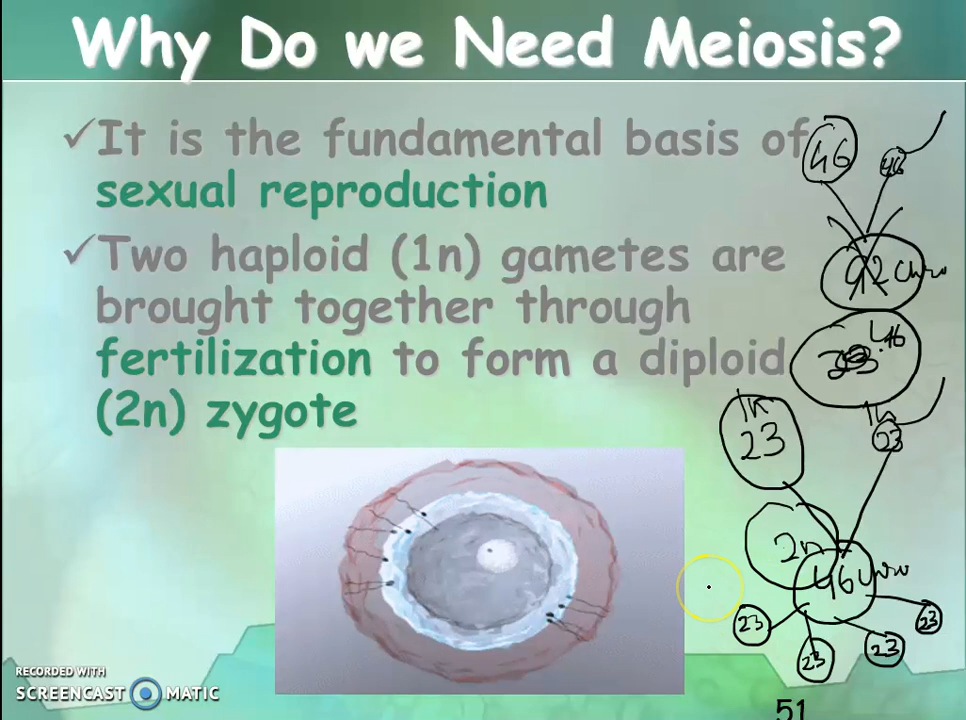 Why Do we Need Meiosis?
✓It is the fundamental basis of
sexual reproduction
✓Two haploid (1n) gametes are
brought together through
fertilization to form a diploid
(2n) zygote
46
46
92 Chro
46
1n
23
1n
23
2n
46 Chro
23
23
23
23
RECORDED WITH
SCREENCAST MATIC
51